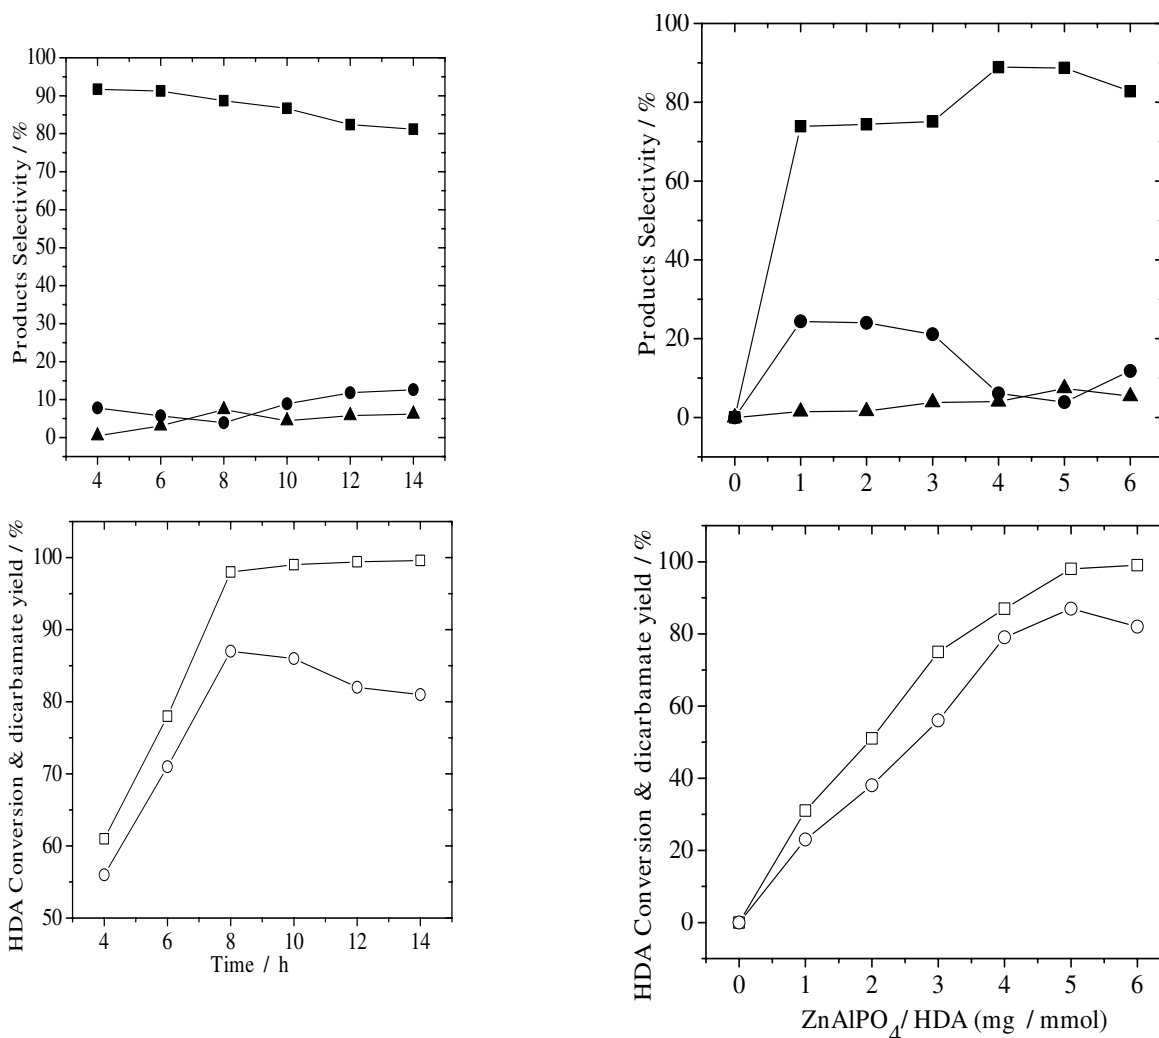 Products Selectivity / %
100
90
80
70
60
50
40
30
20
10
0
4 6 8 10 12 14
HDA Conversion & dicarbamate yield / %
100
90
80
70
60
50
4 6 8 10 12 14
Time / h
Products Selectivity / %
100
80
60
40
20
0
0 1 2 3 4 5 6
HDA Conversion & dicarbamate yield / %
100
80
60
40
20
0
0 1 2 3 4 5 6
ZnAlPO4/ HDA (mg / mmol)